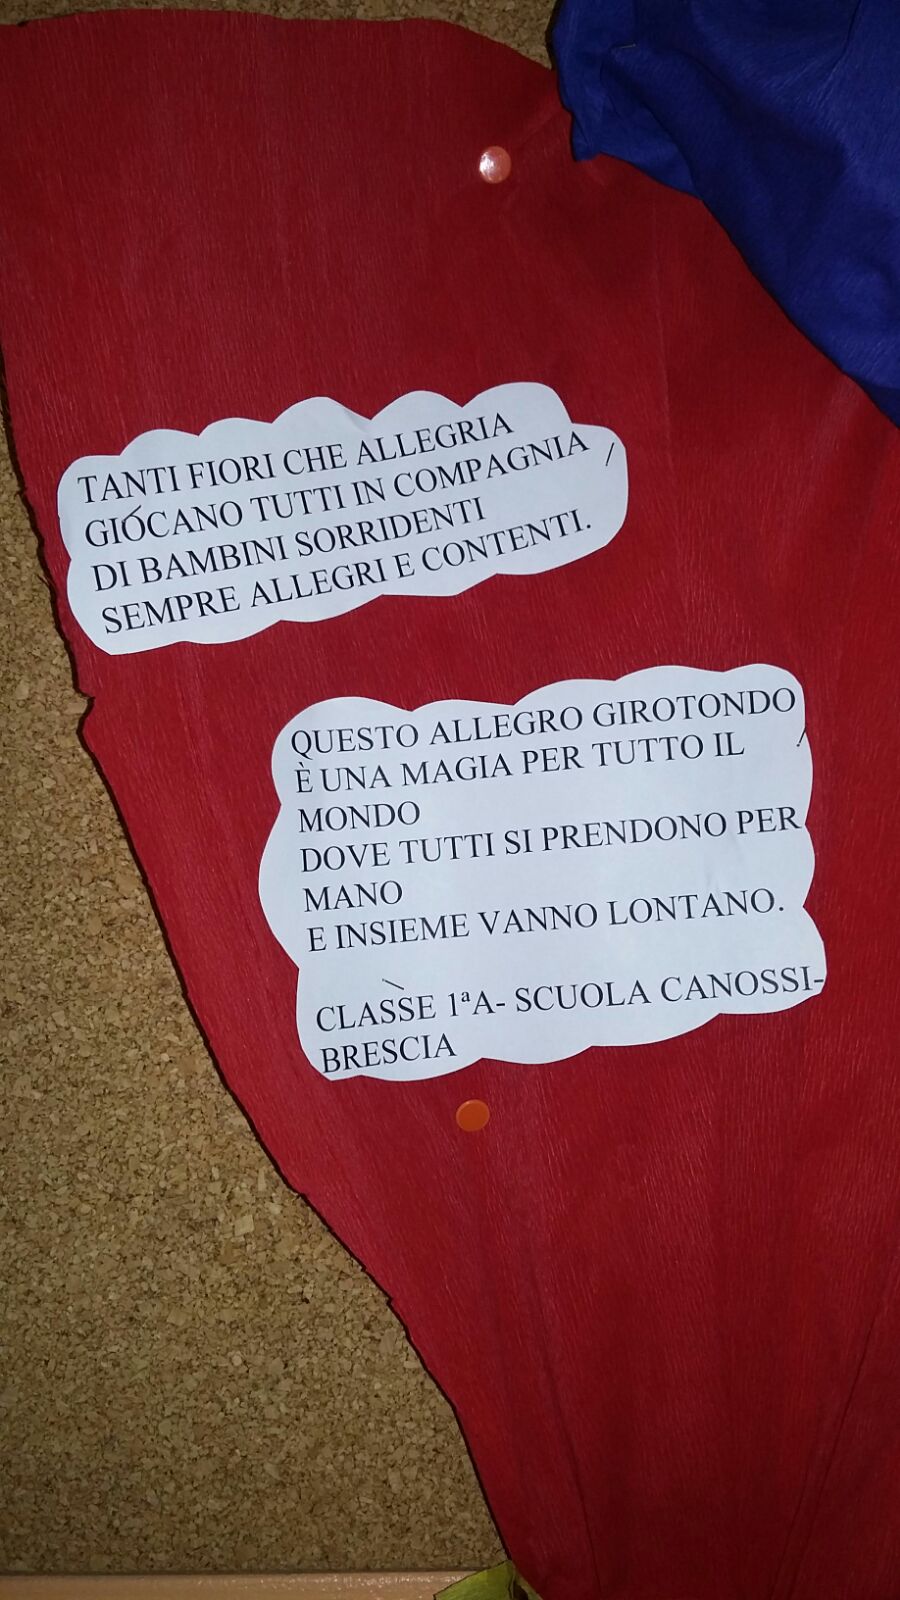 TANTI FIORI CHE ALLEGRIA
GIOCANO TUTTI IN COMPAGNIA
DI BAMBINI SORRIDENTI
SEMPRE ALLEGRI E CONTENTI.
QUESTO ALLEGRO GIROTONDO
È UNA MAGIA PER TUTTO IL
MONDO
DOVE TUTTI SI PRENDONO PER
MANO
E INSIEME VANNO LONTANO.
CLASSE 1ªA- SCUOLA CANOSSI-
BRESCIA